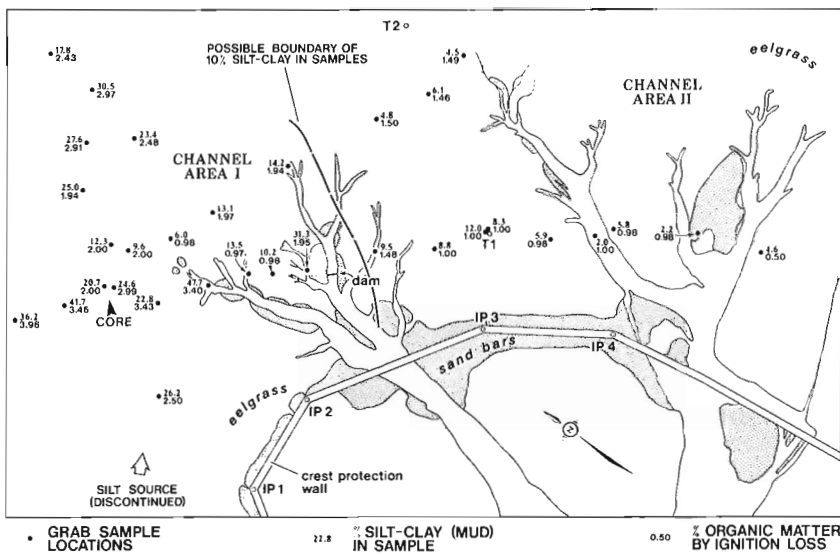 T2
17.8
2.43
POSSIBLE BOUNDARY OF
10% SILT-CLAY IN SAMPLES
4.5
1.49
eelgrass
30.5
2.97
6.1
1.46
CHANNEL
AREA II
4.8
1.50
27.6
2.91
23.4
2.48
CHANNEL
AREA I
14.2
1.94
25.0
1.94
13.1
1.97
12.3
2.00
9.6
2.00
6.0
0.98
13.5
0.97
10.2
0.98
31.3
1.95
9.5
1.48
8.8
1.00
12.0
1.00
8.3
1.00
T1
5.9
0.98
2.0
1.00
5.8
0.98
2.2
0.98
4.6
0.50
dam
20.7
2.00
24.6
2.99
22.8
3.43
47.7
3.40
41.7
3.46
36.2
3.98
CORE
IP 3
sand bars
IP 4
26.2
2.50
eelgrass
IP 2
N
SILT SOURCE
(DISCONTINUED)
IP 1
crest protection
wall
GRAB SAMPLE
LOCATIONS
22.8
% SILT-CLAY (MUD)
IN SAMPLE
0.50
% ORGANIC MATTER
BY IGNITION LOSS